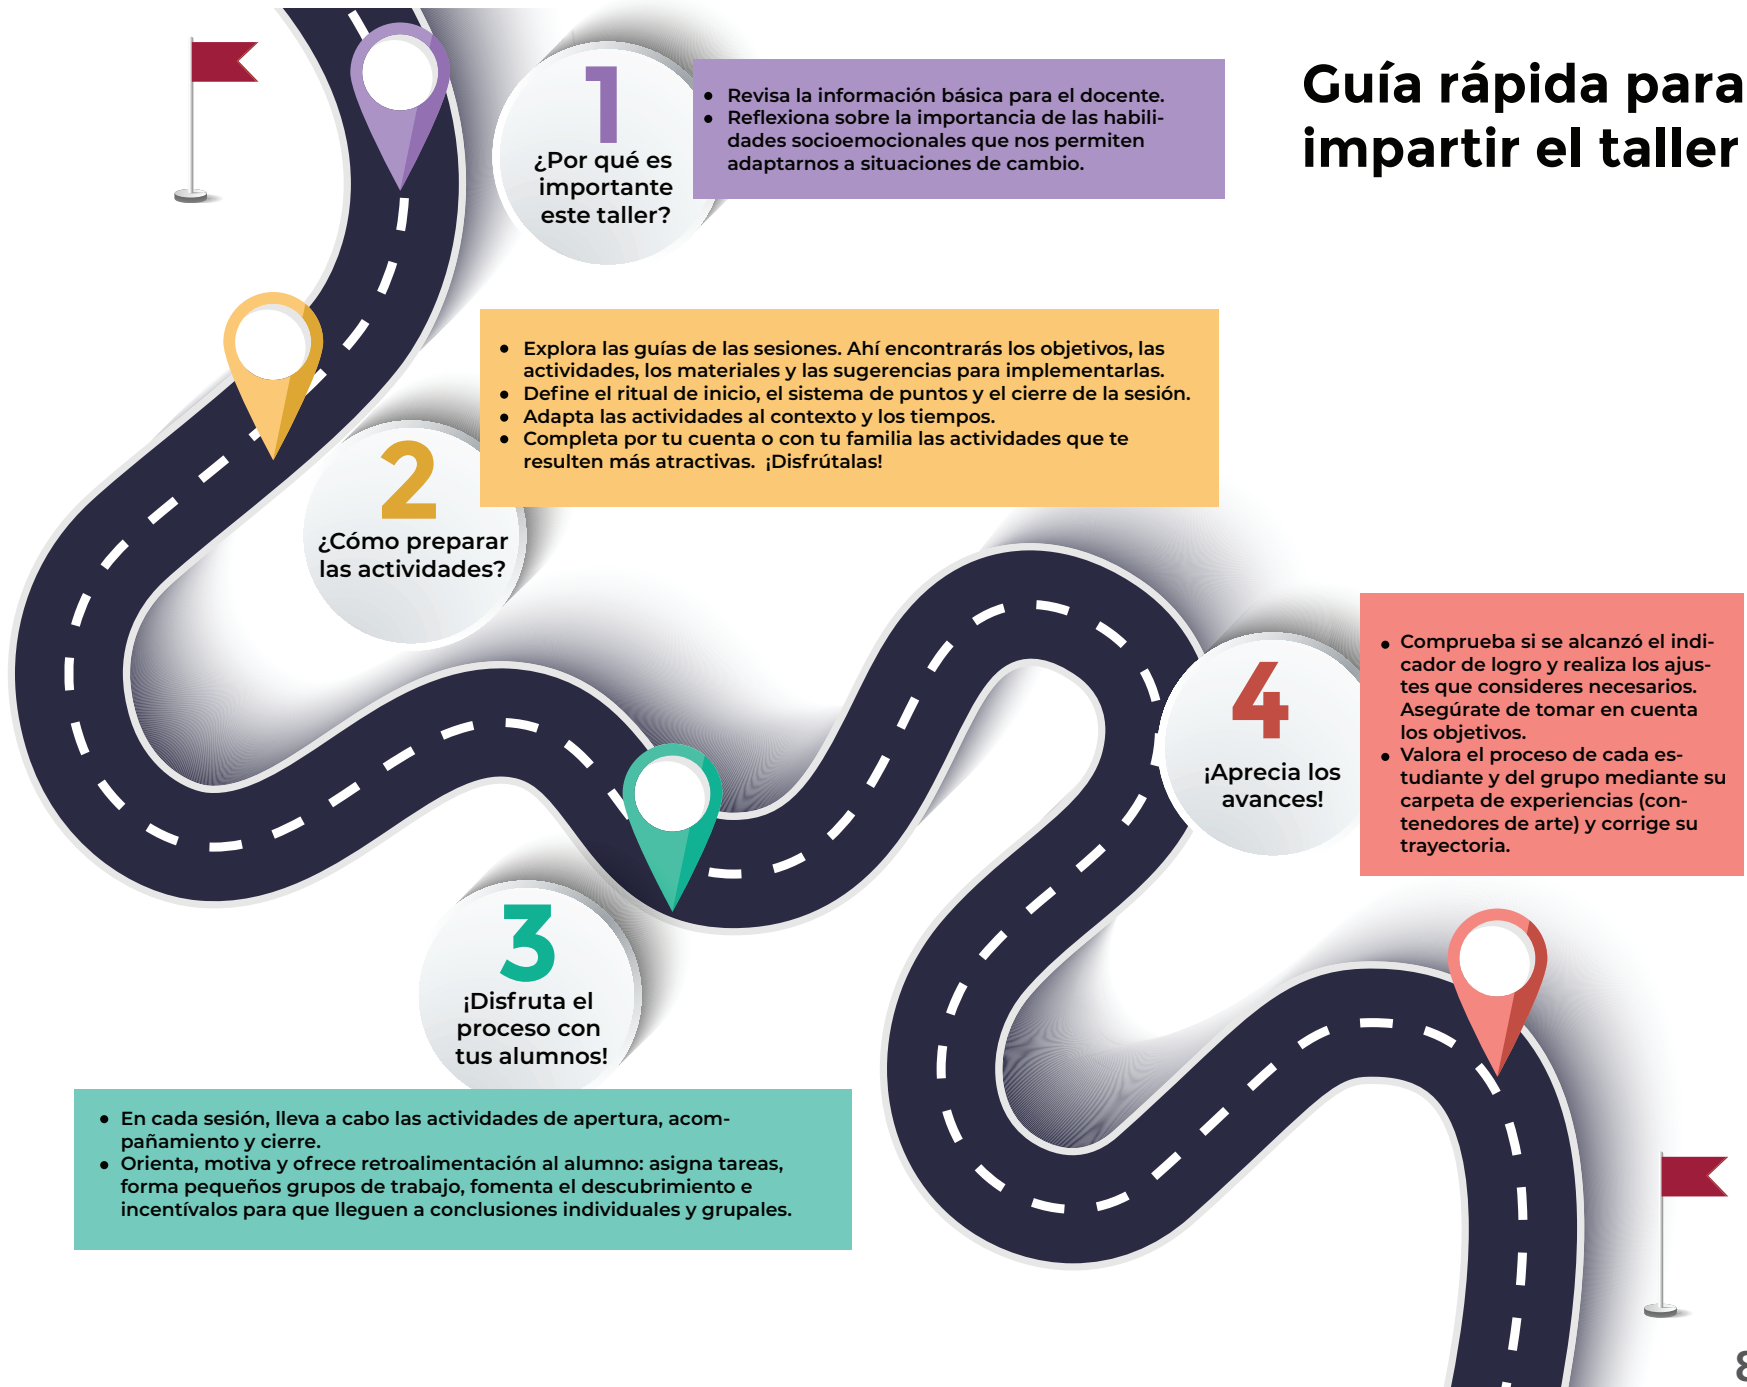 Guía rápida para
impartir el taller
1
¿Por qué es
importante
este taller?
• Revisa la información básica para el docente.
• Reflexiona sobre la importancia de las habili-
dades socioemocionales que nos permiten
adaptarnos a situaciones de cambio.
2
¿Cómo preparar
las actividades?
• Explora las guías de las sesiones. Ahí encontrarás los objetivos, las
actividades, los materiales y las sugerencias para implementarlas.
• Define el ritual de inicio, el sistema de puntos y el cierre de la sesión.
• Adapta las actividades al contexto y los tiempos.
• Completa por tu cuenta o con tu familia las actividades que te
resulten más atractivas. ¡Disfrútalas!
3
¡Disfruta el
proceso con
tus alumnos!
• En cada sesión, lleva a cabo las actividades de apertura, acom-
pañamiento y cierre.
• Orienta, motiva y ofrece retroalimentación al alumno: asigna tareas,
forma pequeños grupos de trabajo, fomenta el descubrimiento e
incentívalos para que lleguen a conclusiones individuales y grupales.
4
¡Aprecia los
avances!
• Comprueba si se alcanzó el indi-
cador de logro y realiza los ajus-
tes que consideres necesarios.
Asegúrate de tomar en cuenta
los objetivos.
• Valora el proceso de cada es-
tudiante y del grupo mediante su
carpeta de experiencias (con-
tenedores de arte) y corrige su
trayectoria.